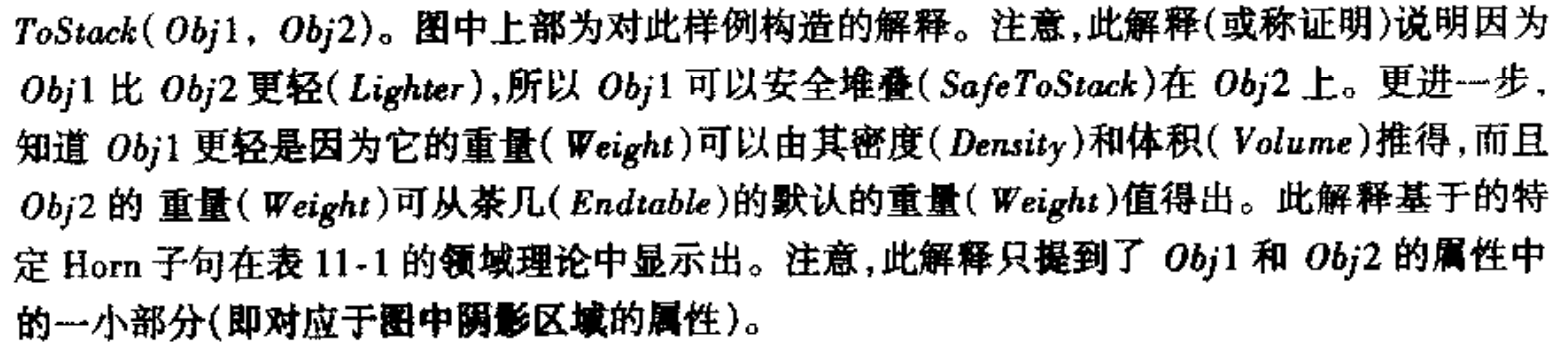 ToStack(Obj1, Obj2)。图中上部为对此样例构造的解释。注意,此解释(或称证明)说明因为
Obj1 比 Obj2 更轻(Lighter),所以 Obj1 可以安全堆叠(SafeToStack)在 Obj2 上。更进一步,
知道 Obj1 更轻是因为它的重量(Weight)可以由其密度(Density)和体积(Volume)推得,而且
Obj2 的 重量(Weight)可从茶几(Endtable)的默认的重量(Weight)值得出。此解释基于的特
定 Horn 子句在表 11-1 的领域理论中显示出。注意,此解释只提到了 Obj1 和 Obj2 的属性中
的一小部分(即对应于图中阴影区域的属性)。